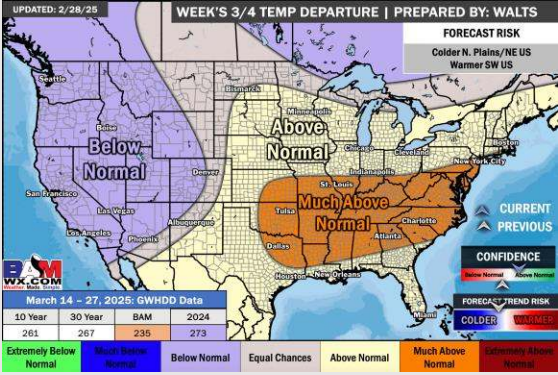 UPDATED: 2/28/25
WEEK'S 3/4 TEMP DEPARTURE | PREPARED BY: WALTS
FORECAST RISK
Colder N. Plains/NE US
Warmer SW US
Seattle
Bismarck
Minneapolis
Boise
Above
Normal
Boston
Below
Normal
Chicago
Cleveland
New York City
Denver
Indianapolis
San Francisco
St. Louis
Las Vegas
Much Above
Normal
Tulsa
Charlotte
Albuquerque
Los Angeles
Phoenix
Atlanta
Dallas
CURRENT
PREVIOUS
Houston
New Orleans
Miami
CONFIDENCE
Below Normal
Above Normal
FORECAST TREND RISK
COLDER
WARMER
BAM
WX.COM
Weather. Made. Simple.
March 14 – 27, 2025: GWHDD Data
10 Year 30 Year BAM 2024
261 267 235 273
Extremely Below Normal
Much Below Normal
Below Normal
Equal Chances
Above Normal
Much Above Normal
Extremely Above Normal